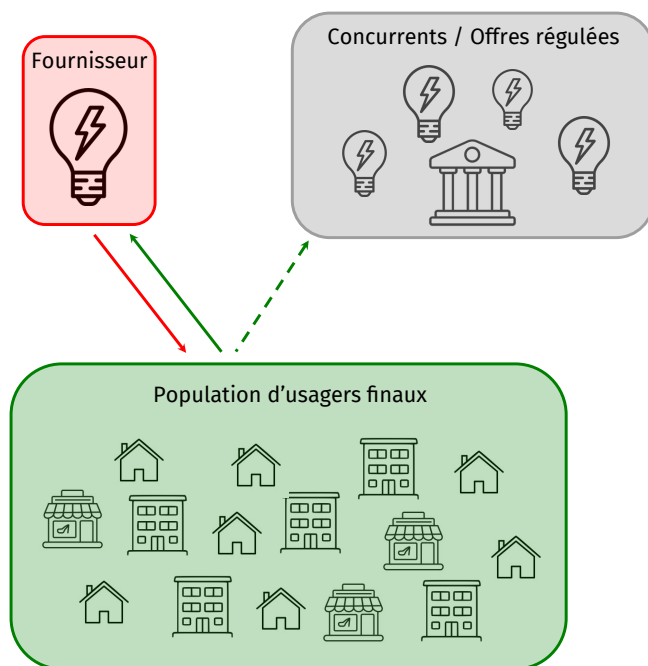 Fournisseur
Concurrents / Offres régulées
Population d’usagers finaux